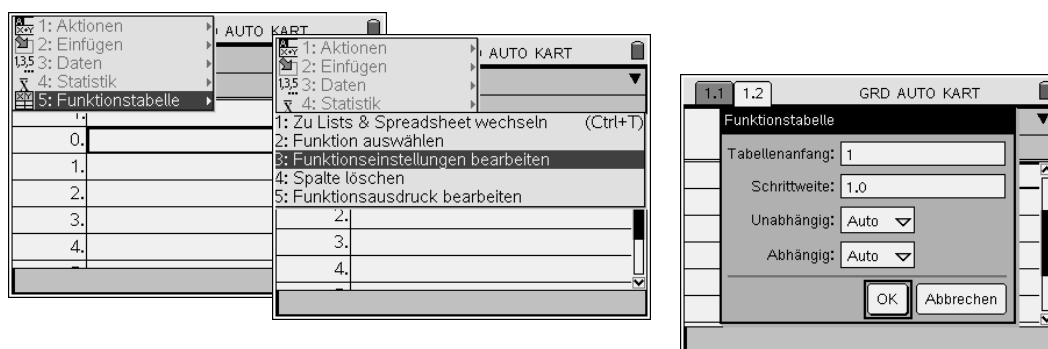 1: Aktionen
2: Einfügen
3: Daten
4: Statistik
5: Funktionstabelle
AUTO KART
0.
1.
2.
3.
4.
1: Aktionen
2: Einfügen
3: Daten
4: Statistik
AUTO KART
1: Zu Lists & Spreadsheet wechseln (Ctrl+T)
2: Funktion auswählen
3: Funktionseinstellungen bearbeiten
4: Spalte löschen
5: Funktionsausdruck bearbeiten
2.
3.
4.
1.1 1.2 GRD AUTO KART
Funktionstabelle
Tabellenanfang: 1
Schrittweite: 1.0
Unabhängig: Auto
Abhängig: Auto
OK Abbrechen